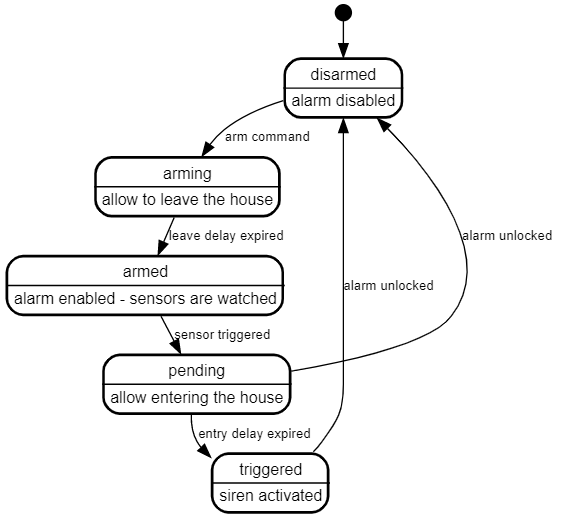 disarmed
alarm disabled
arm command
arming
allow to leave the house
leave delay expired
alarm unlocked
armed
alarm enabled - sensors are watched
alarm unlocked
sensor triggered
pending
allow entering the house
entry delay expired
triggered
siren activated